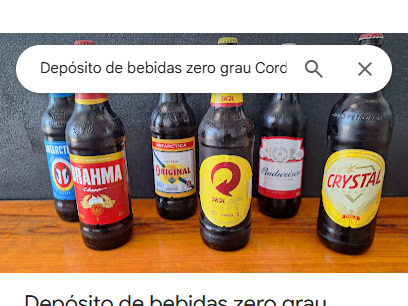 Depósito de bebidas zero grau Cord
SKOL
ANTARCTICA
BRAHMA
Chopp
ANTARCTICA
ORIGINAL
SKOL
Budweiser
CRYSTAL
Depósito de bebidas zero grau